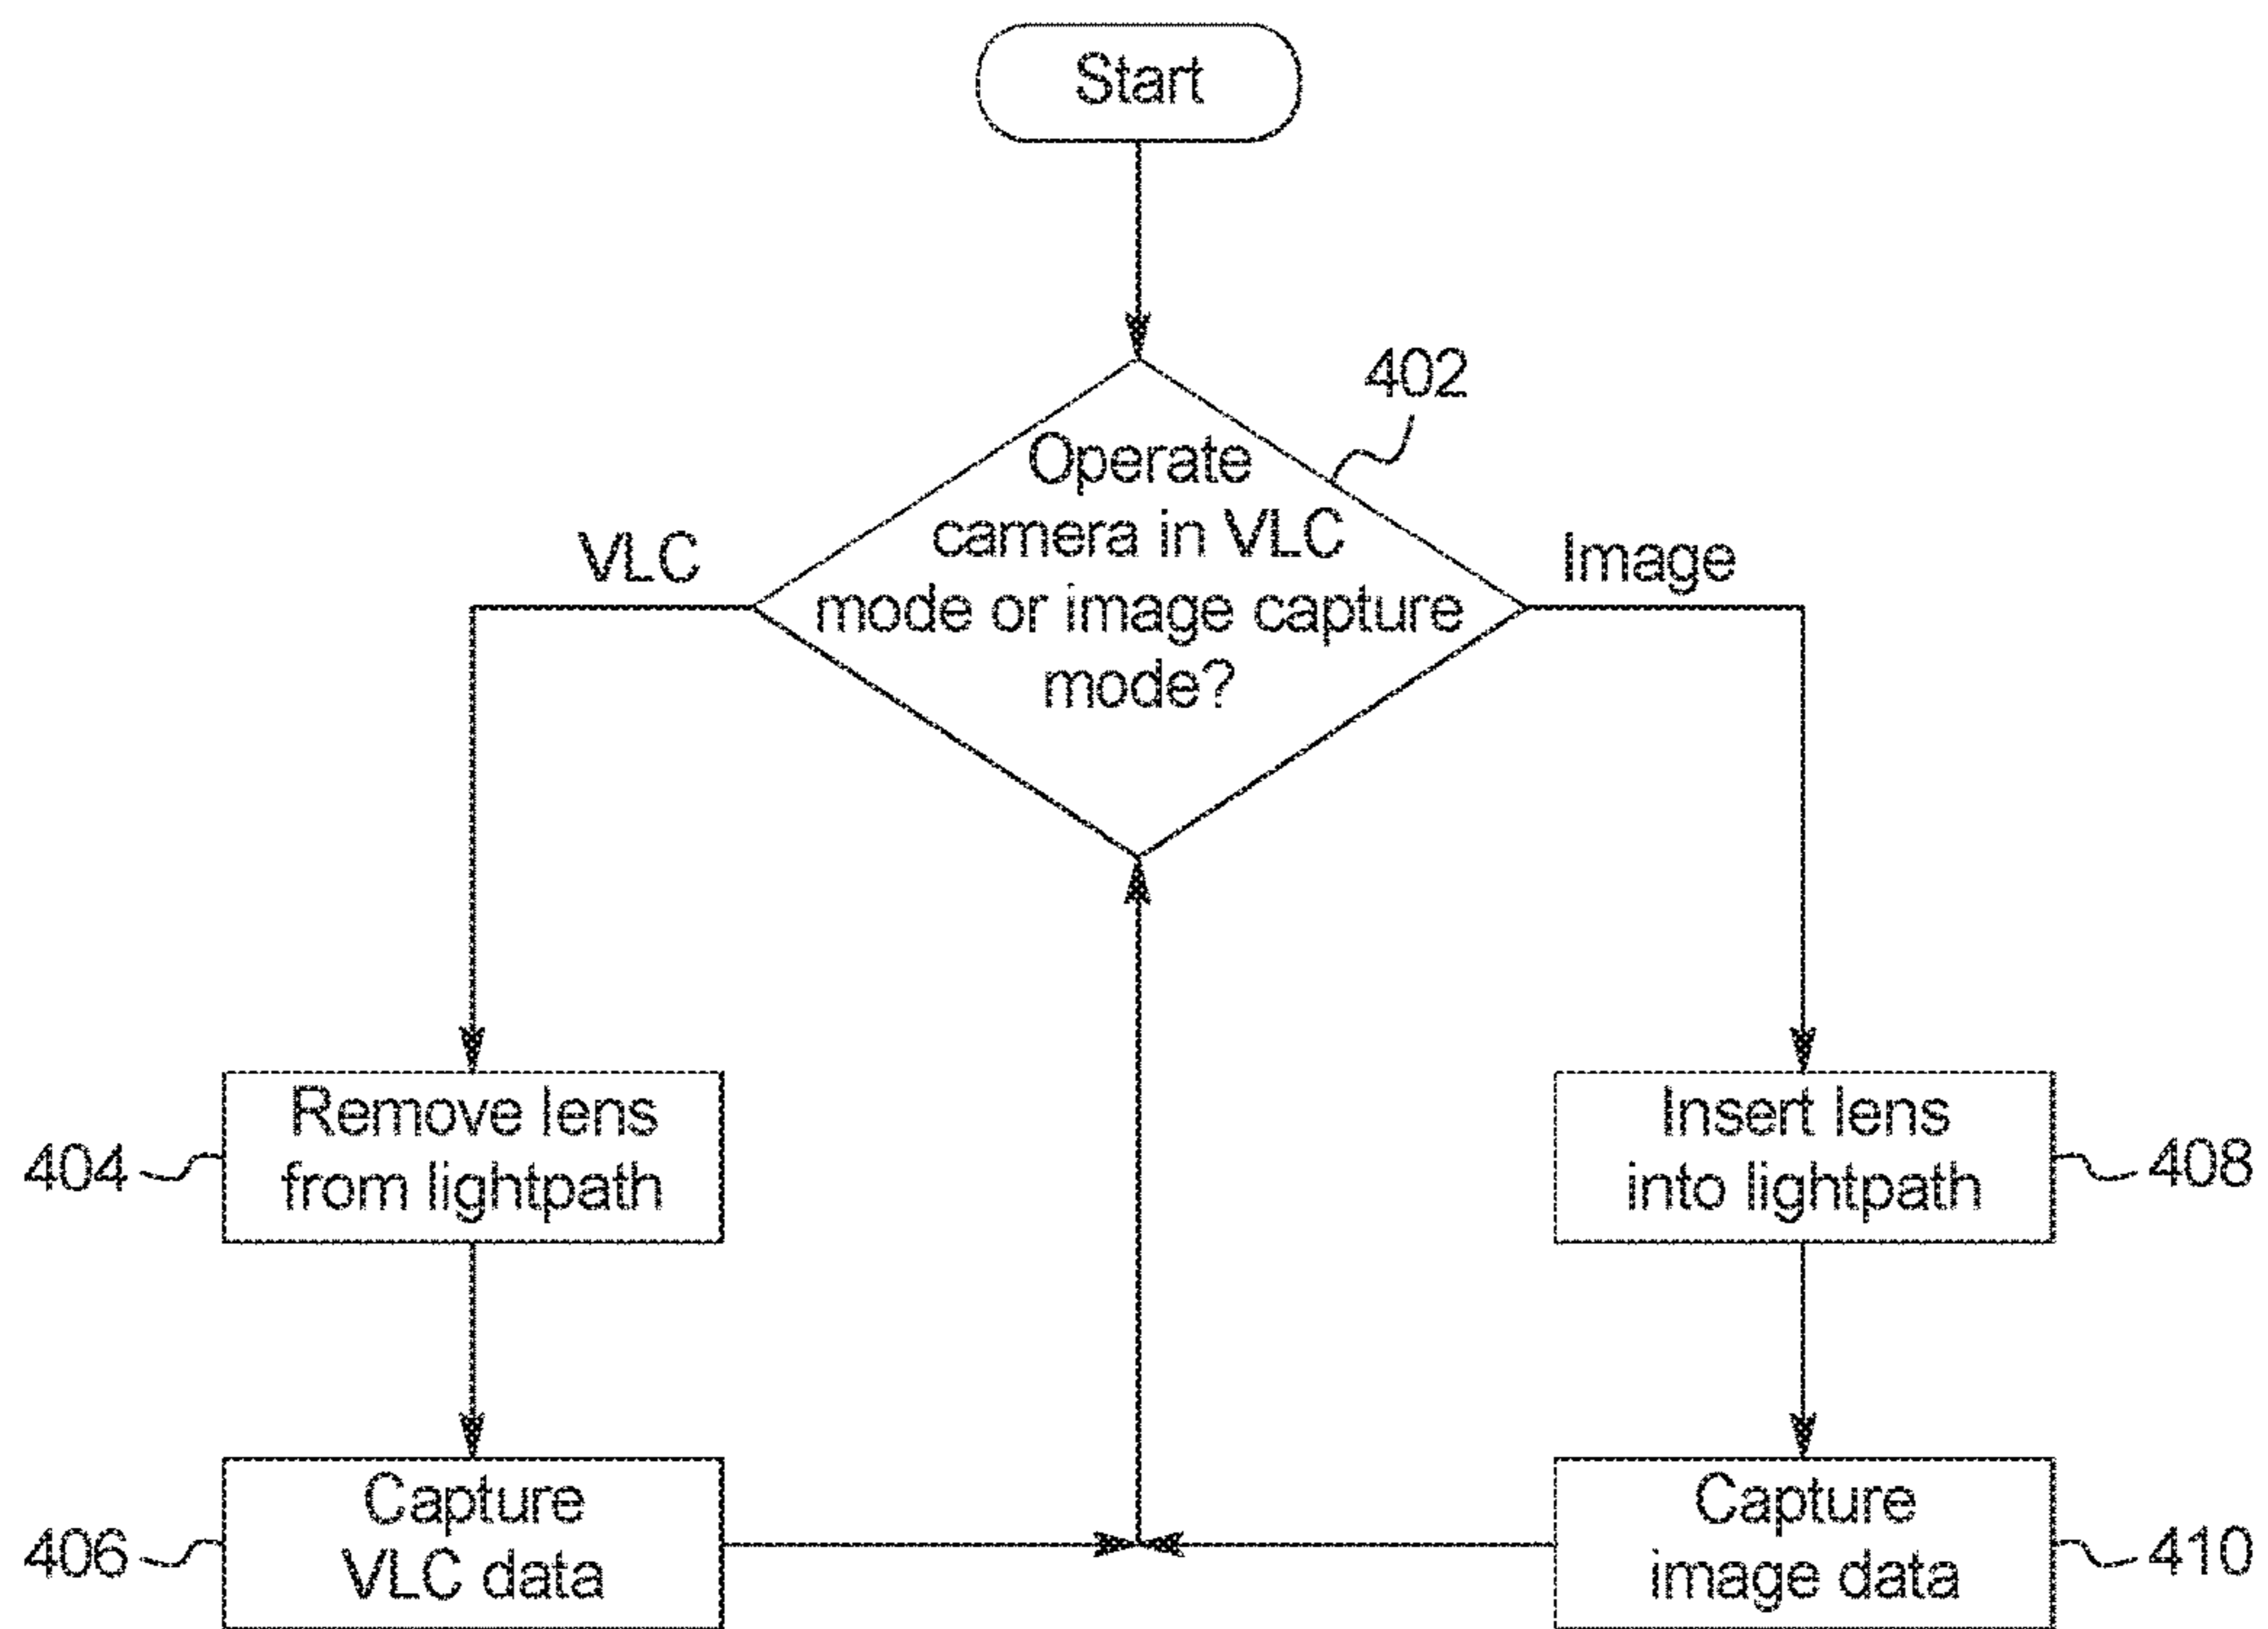 Start
402
Operate
camera in VLC
mode or image capture
mode?
VLC
Image
Remove lens
from lightpath
404
Insert lens
into lightpath
408
Capture
VLC data
406
Capture
image data
410